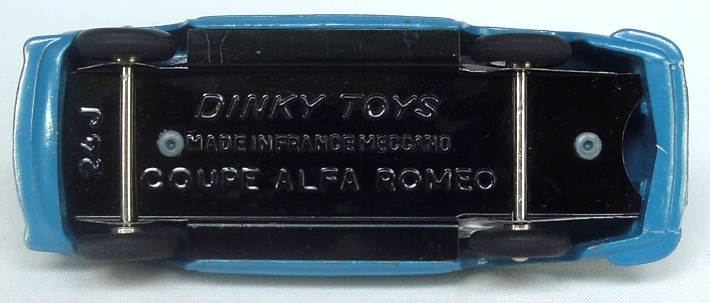 DINKY TOYS
MADE IN FRANCE MECCANO
COUPE ALFA ROMEO
24J